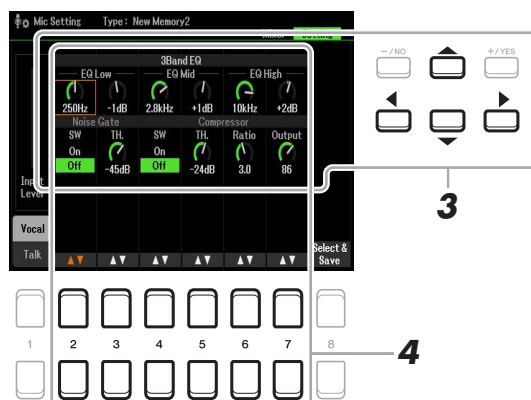 Mic Setting Type : New Memory2
Mixer Setting
3Band EQ
EQ Low EQ Mid EQ High
250Hz -1dB 2.8kHz +1dB 10kHz +2dB
Noise Gate Compressor
SW TH. SW TH. Ratio Output
On On
Off -45dB Off -24dB 3.0 86
Input
Level
Vocal
Talk
Select &
Save
-/NO +/YES
3
4
1 2 3 4 5 6 7 8